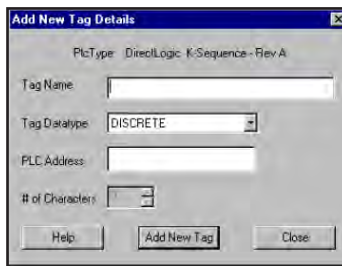 Add New Tag Details
PlcType DirectLogic K-Sequence - Rev A
Tag Name
Tag Datatype DISCRETE
PLC Address
# of Characters
Help Add New Tag Close